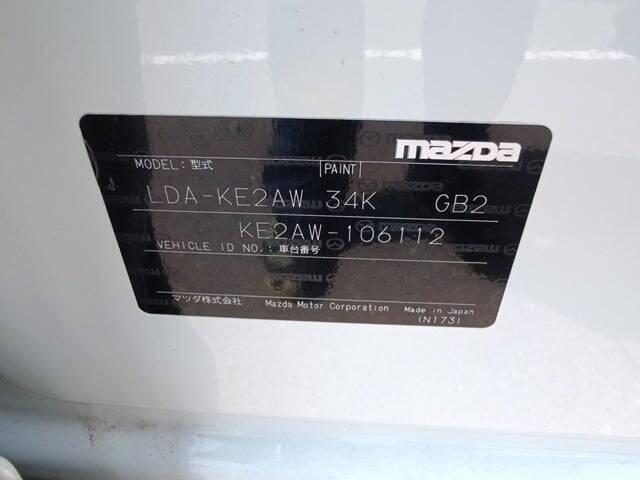 mazda
MODEL:型式 PAINT
LDA-KE2AW 34K GB2
KE2AW-106112
VEHICLE ID NO.:車台番号
マツダ株式会社 Mazda Motor Corporation Made in Japan
(N173)